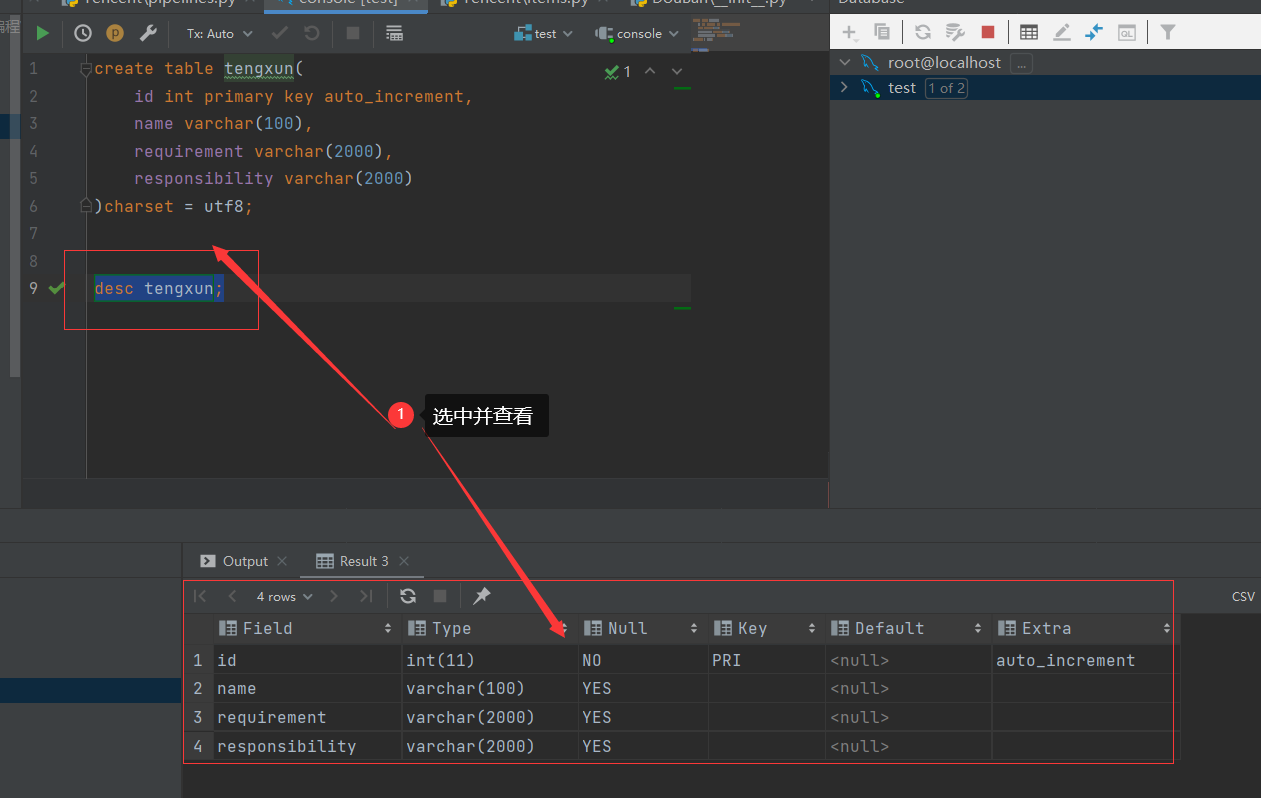 Tencent\pipelines.py
console [test]
Tencent\items.py
Douban\__init__.py
Database
Tx: Auto
test
console
1 create table tengxun(
1
2 id int primary key auto_increment,
3 name varchar(100),
4 requirement varchar(2000),
5 responsibility varchar(2000)
6 )charset = utf8;
7
8
9 desc tengxun;
root@localhost ...
test 1 of 2
QL
1 选中并查看
Output
Result 3
4 rows
CSV
Field Type Null Key Default Extra
1 id int(11) NO PRI <null> auto_increment
2 name varchar(100) YES <null>
3 requirement varchar(2000) YES <null>
4 responsibility varchar(2000) YES <null>